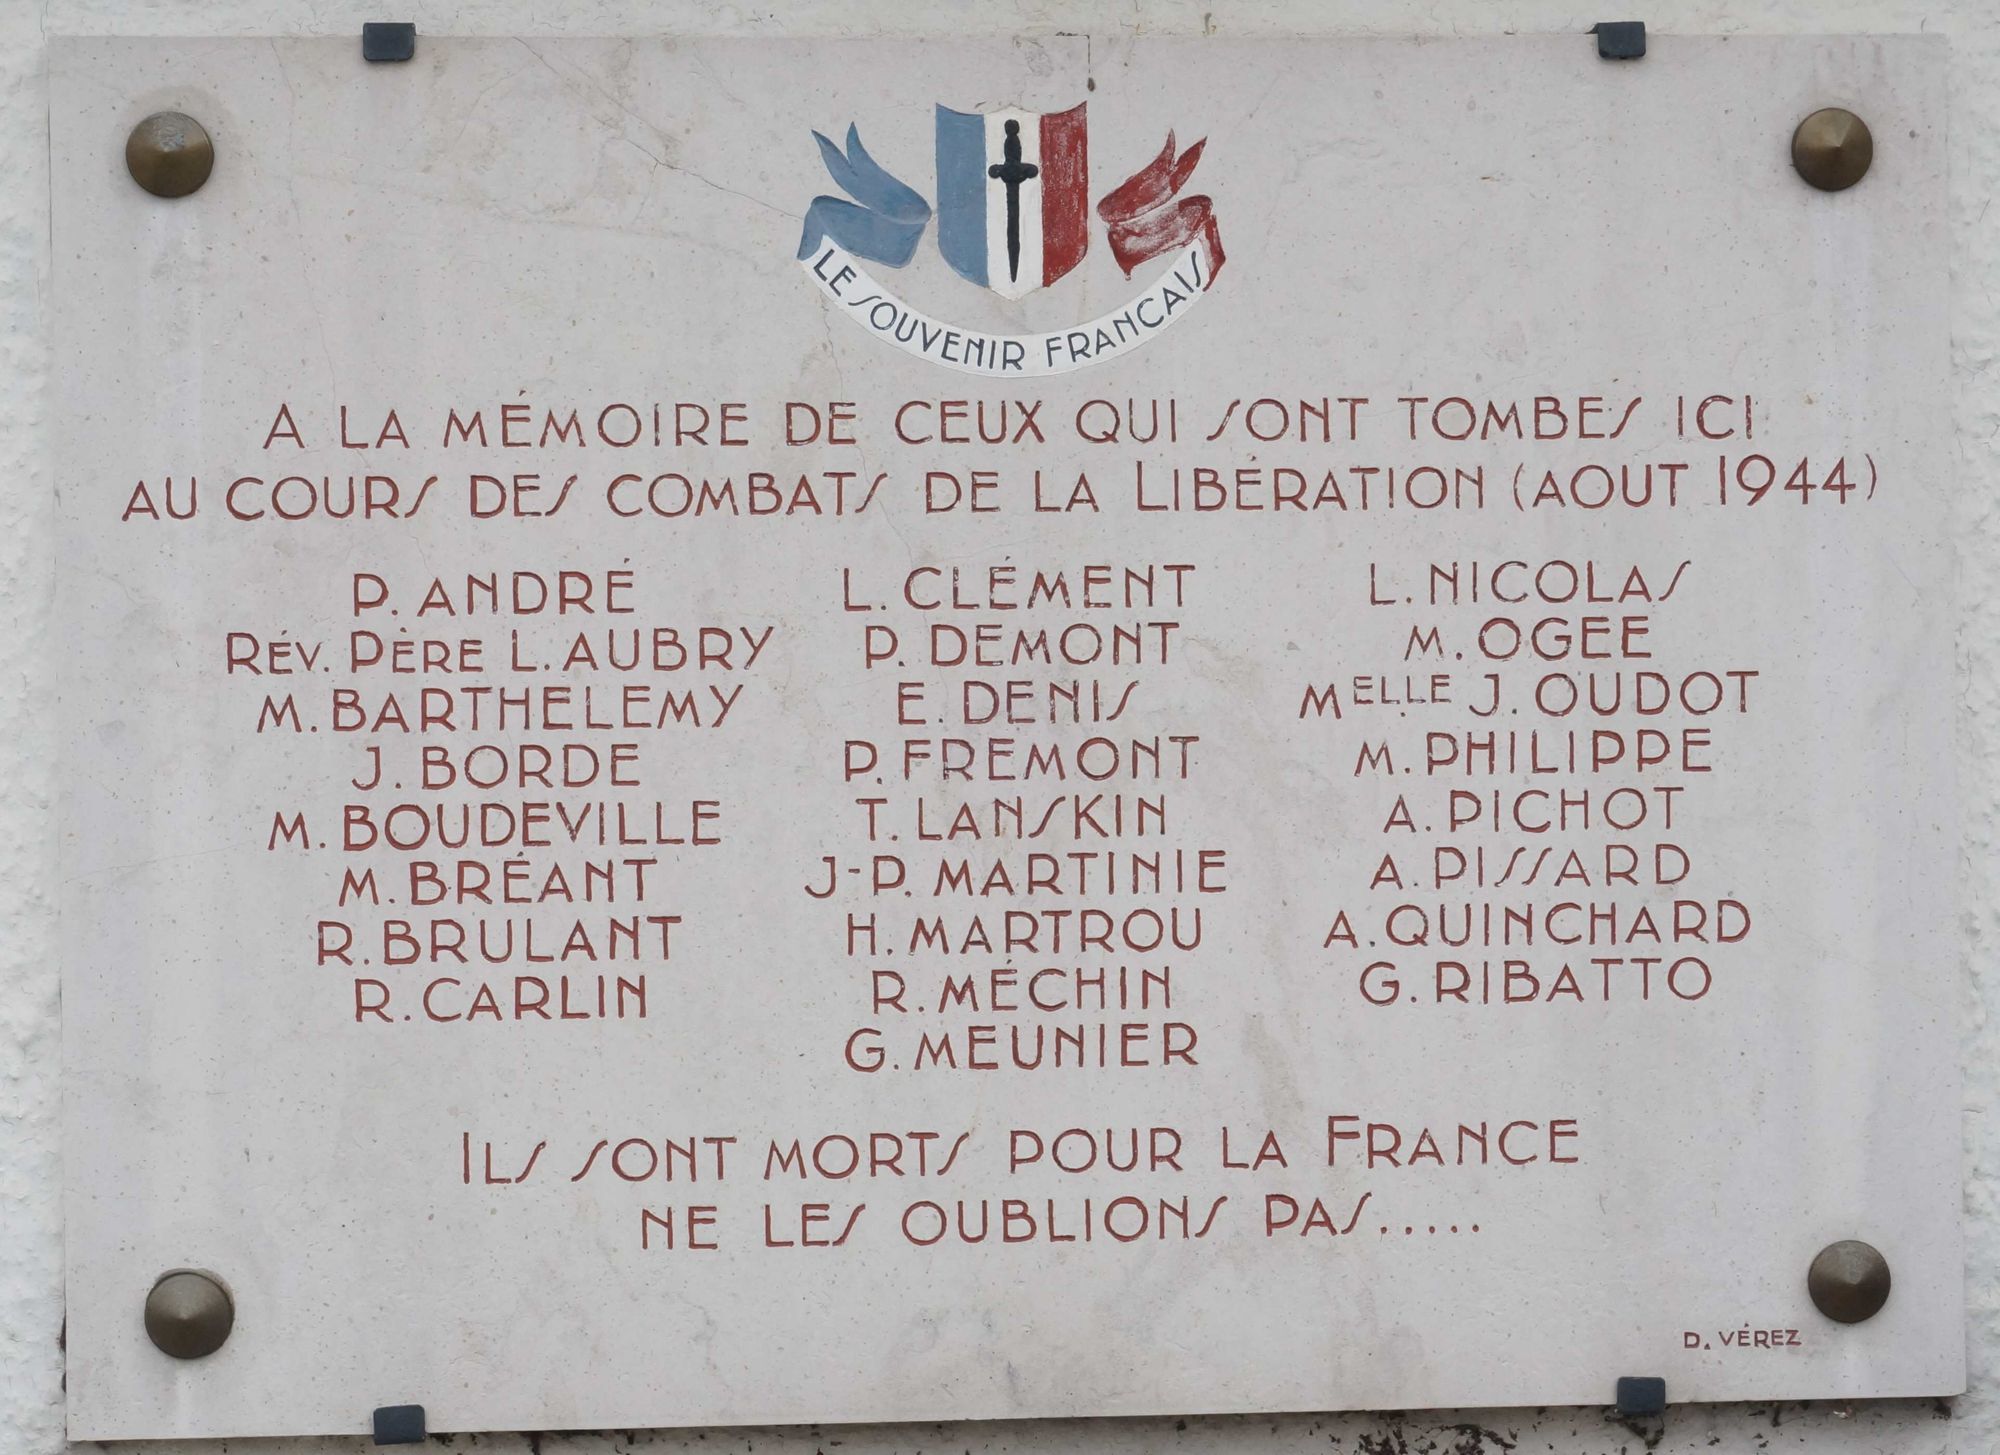 LE SOUVENIR FRANCAIS
A LA MÉMOIRE DE CEUX QUI SONT TOMBES ICI
AU COURS DES COMBATS DE LA LIBÉRATION (AOUT 1944)
P. ANDRÉ
RÉV. PÈRE L. AUBRY
M. BARTHELEMY
J. BORDE
M. BOUDEVILLE
M. BRÉANT
R. BRULANT
R. CARLIN
L. CLÉMENT
P. DEMONT
E. DENIS
P. FREMONT
T. LANSKIN
J-P. MARTINIE
H. MARTROU
R. MÉCHIN
G. MEUNIER
L. NICOLAS
M. OGEE
MELLE J. OUDOT
M. PHILIPPE
A. PICHOT
A. PISSARD
A. QUINCHARD
G. RIBATTO
ILS SONT MORTS POUR LA FRANCE
NE LES OUBLIONS PAS.....
D. VÉREZ